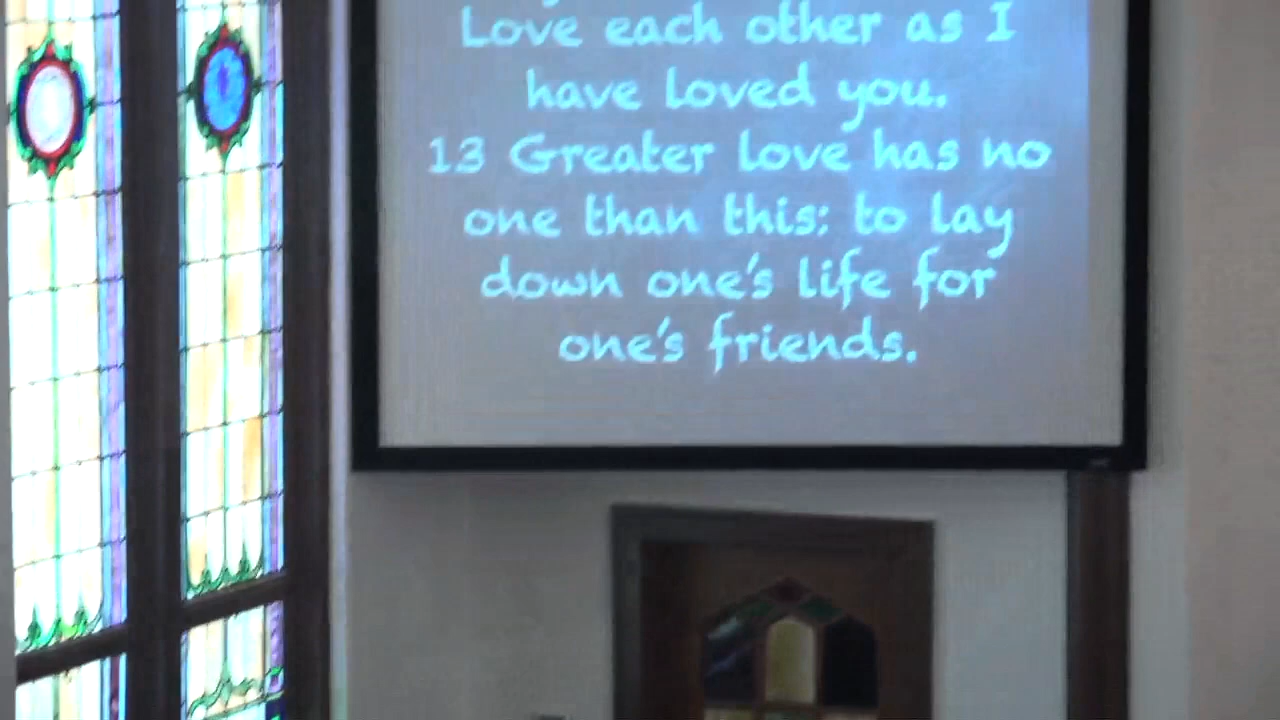 Love each other as I
have loved you.
13 Greater love has no
one than this: to lay
down one's life for
one's friends.